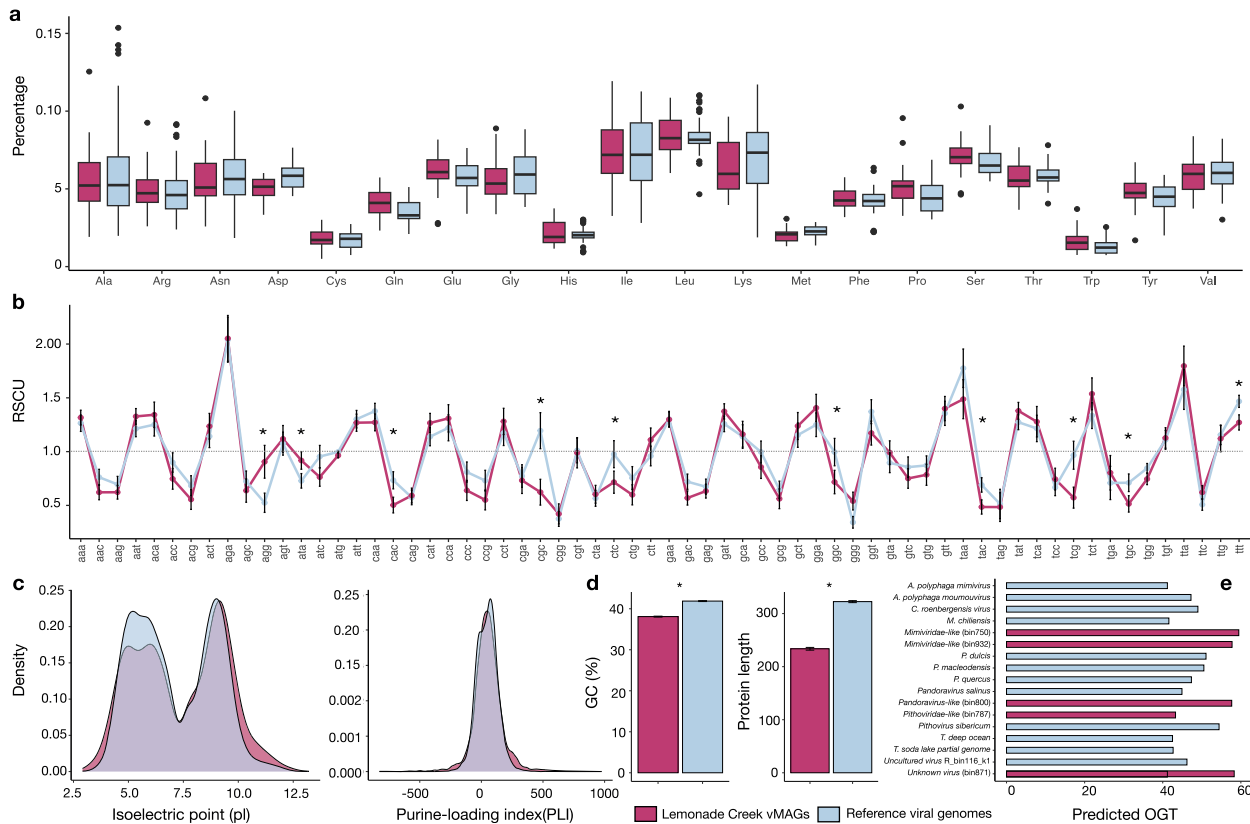 a
0.15
0.10
5
0
Percentage
Ala Arg Asn Asp Cys Gln Glu Gly His Ile Leu Lys Met Phe Pro Ser Thr Trp Tyr Val
b
2.00
1.5
1.0
0.5
RSCU
* * * * * * * * * *
aaa aac aag aat aca acc acg act aga agc agg agt ata atc atg att caa cac cag cat cca ccc ccg cct cga cgc cgg cgt cta ctc ctg ctt gaa gac gag gat gca gcc gcg gct gga ggc ggg ggt gta gtc gtg gtt taa tac tag tat tca tcc tcg tct tga tgc tgg tgt tta ttc ttg ttt
c
0.25
0.20
0.15
0.10
0.05
0.00
Density
2.5 5.0 7.5 10.0 12.5
Isoelectric point (pI)
0.25
0.20
0.15
0.002
0.001
0.000
-500 0 500 1000
Purine-loading index(PLI)
d
*
40
30
20
10
0
GC (%)
*
300
200
100
0
Protein length
Lemonade Creek vMAGs
Reference viral genomes
e
A. polyphaga mimivirus
A. polyphaga moumouvirus
C. roenbergensis virus
M. chiliensis
Mimiviridae-like (bin750)
Mimiviridae-like (bin932)
P. dulcis
P. macleodensis
P. quercus
Pandoravirus salinus
Pandoravirus-like (bin800)
Pithoviridae-like (bin787)
Pithovirus sibericum
T. deep ocean
T. soda lake partial genome
Uncultured virus R_bin116_k1
Unknown virus (bin871)
0 20 40 60
Predicted OGT